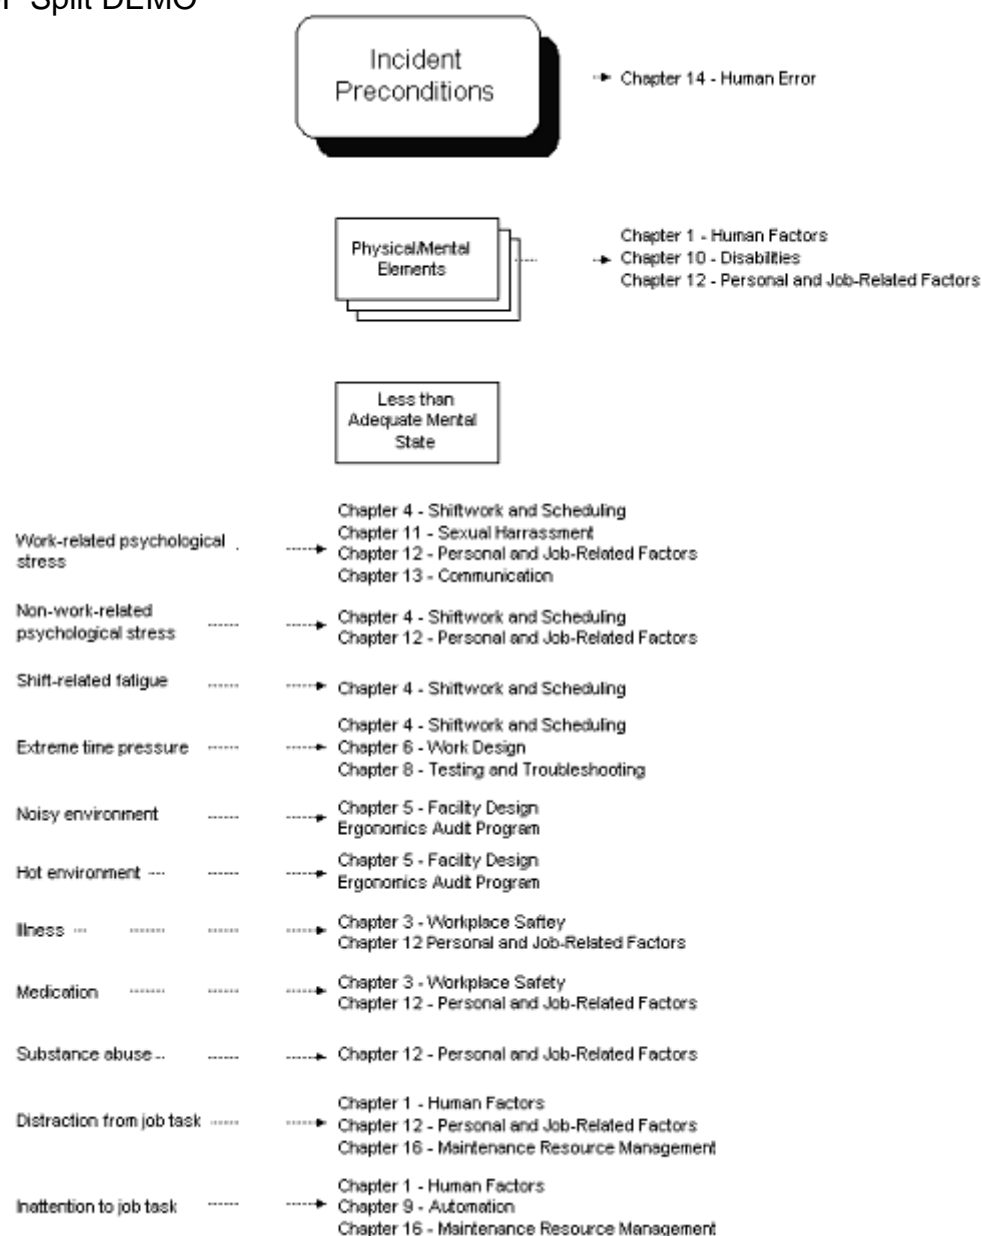 Split DEMO
Incident
Preconditions
Chapter 14 - Human Error
Physical/Mental
Elements
Chapter 1 - Human Factors
Chapter 10 - Disabilities
Chapter 12 - Personal and Job-Related Factors
Less than
Adequate Mental
State
Work-related psychological
stress
Chapter 4 - Shiftwork and Scheduling
Chapter 11 - Sexual Harrassment
Chapter 12 - Personal and Job-Related Factors
Chapter 13 - Communication
Non-work-related
psychological stress
Chapter 4 - Shiftwork and Scheduling
Chapter 12 - Personal and Job-Related Factors
Shift-related fatigue
Chapter 4 - Shiftwork and Scheduling
Extreme time pressure
Chapter 4 - Shiftwork and Scheduling
Chapter 6 - Work Design
Chapter 8 - Testing and Troubleshooting
Noisy environment
Chapter 5 - Facility Design
Ergonomics Audit Program
Hot environment
Chapter 5 - Facility Design
Ergonomics Audit Program
Illness
Chapter 3 - Workplace Saftey
Chapter 12 Personal and Job-Related Factors
Medication
Chapter 3 - Workplace Safety
Chapter 12 - Personal and Job-Related Factors
Substance abuse
Chapter 12 - Personal and Job-Related Factors
Distraction from job task
Chapter 1 - Human Factors
Chapter 12 - Personal and Job-Related Factors
Chapter 16 - Maintenance Resource Management
Inattention to job task
Chapter 1 - Human Factors
Chapter 9 - Automation
Chapter 16 - Maintenance Resource Management